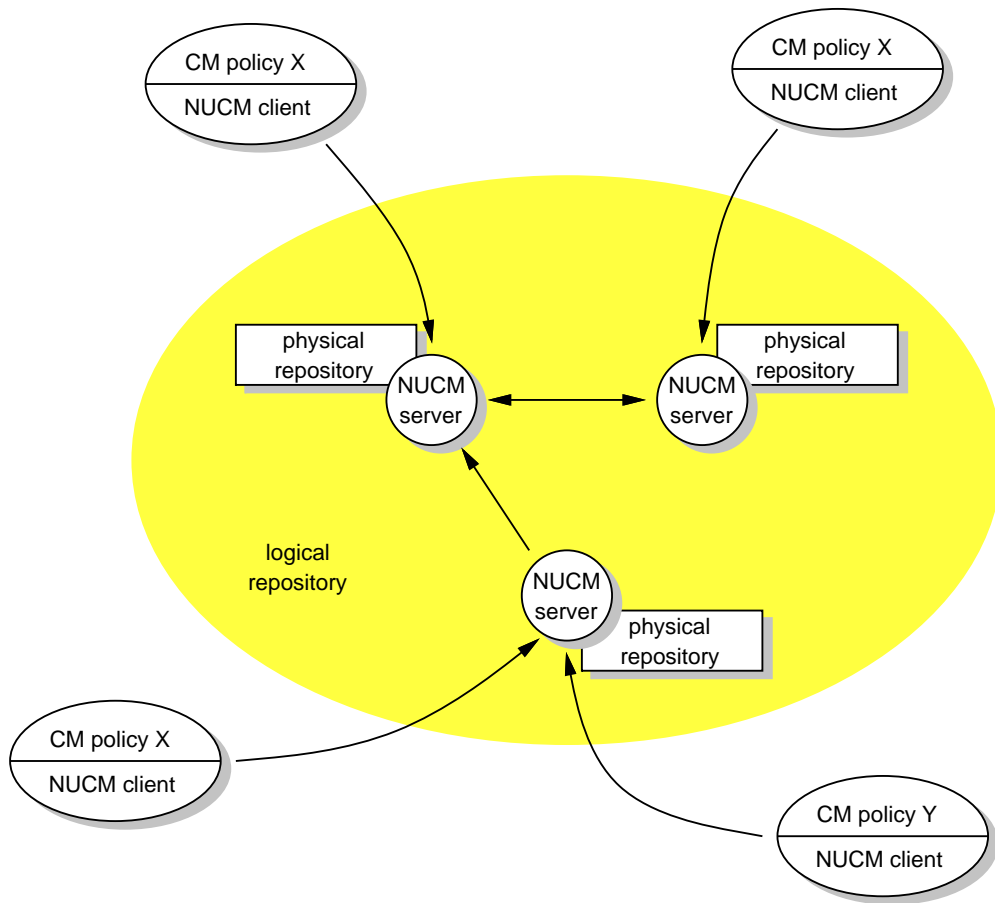 CM policy X
NUCM client
CM policy X
NUCM client
physical
repository
NUCM
server
physical
repository
NUCM
server
logical
repository
NUCM
server
physical
repository
CM policy X
NUCM client
CM policy Y
NUCM client